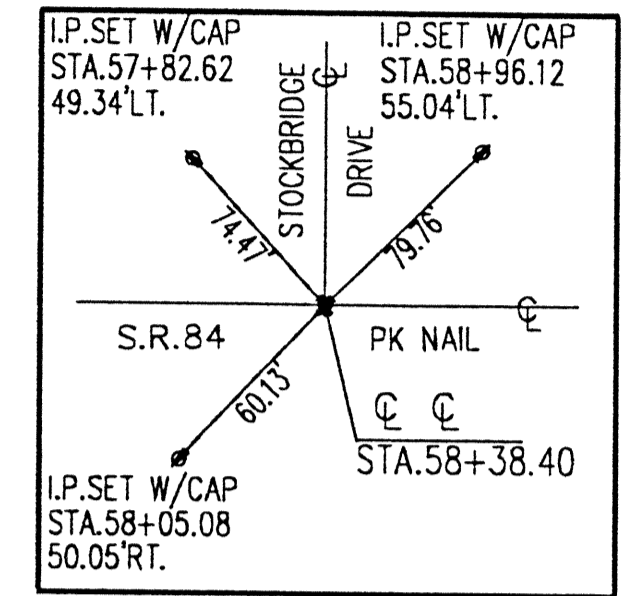 I.P.SET W/CAP
STA.57+82.62
49.34'LT.
STOCKBRIDGE
DRIVE
℄
I.P.SET W/CAP
STA.58+96.12
55.04'LT.
74.47'
79.76'
℄
S.R.84
PK NAIL
60.13'
℄ ℄
STA.58+38.40
I.P.SET W/CAP
STA.58+05.08
50.05'RT.